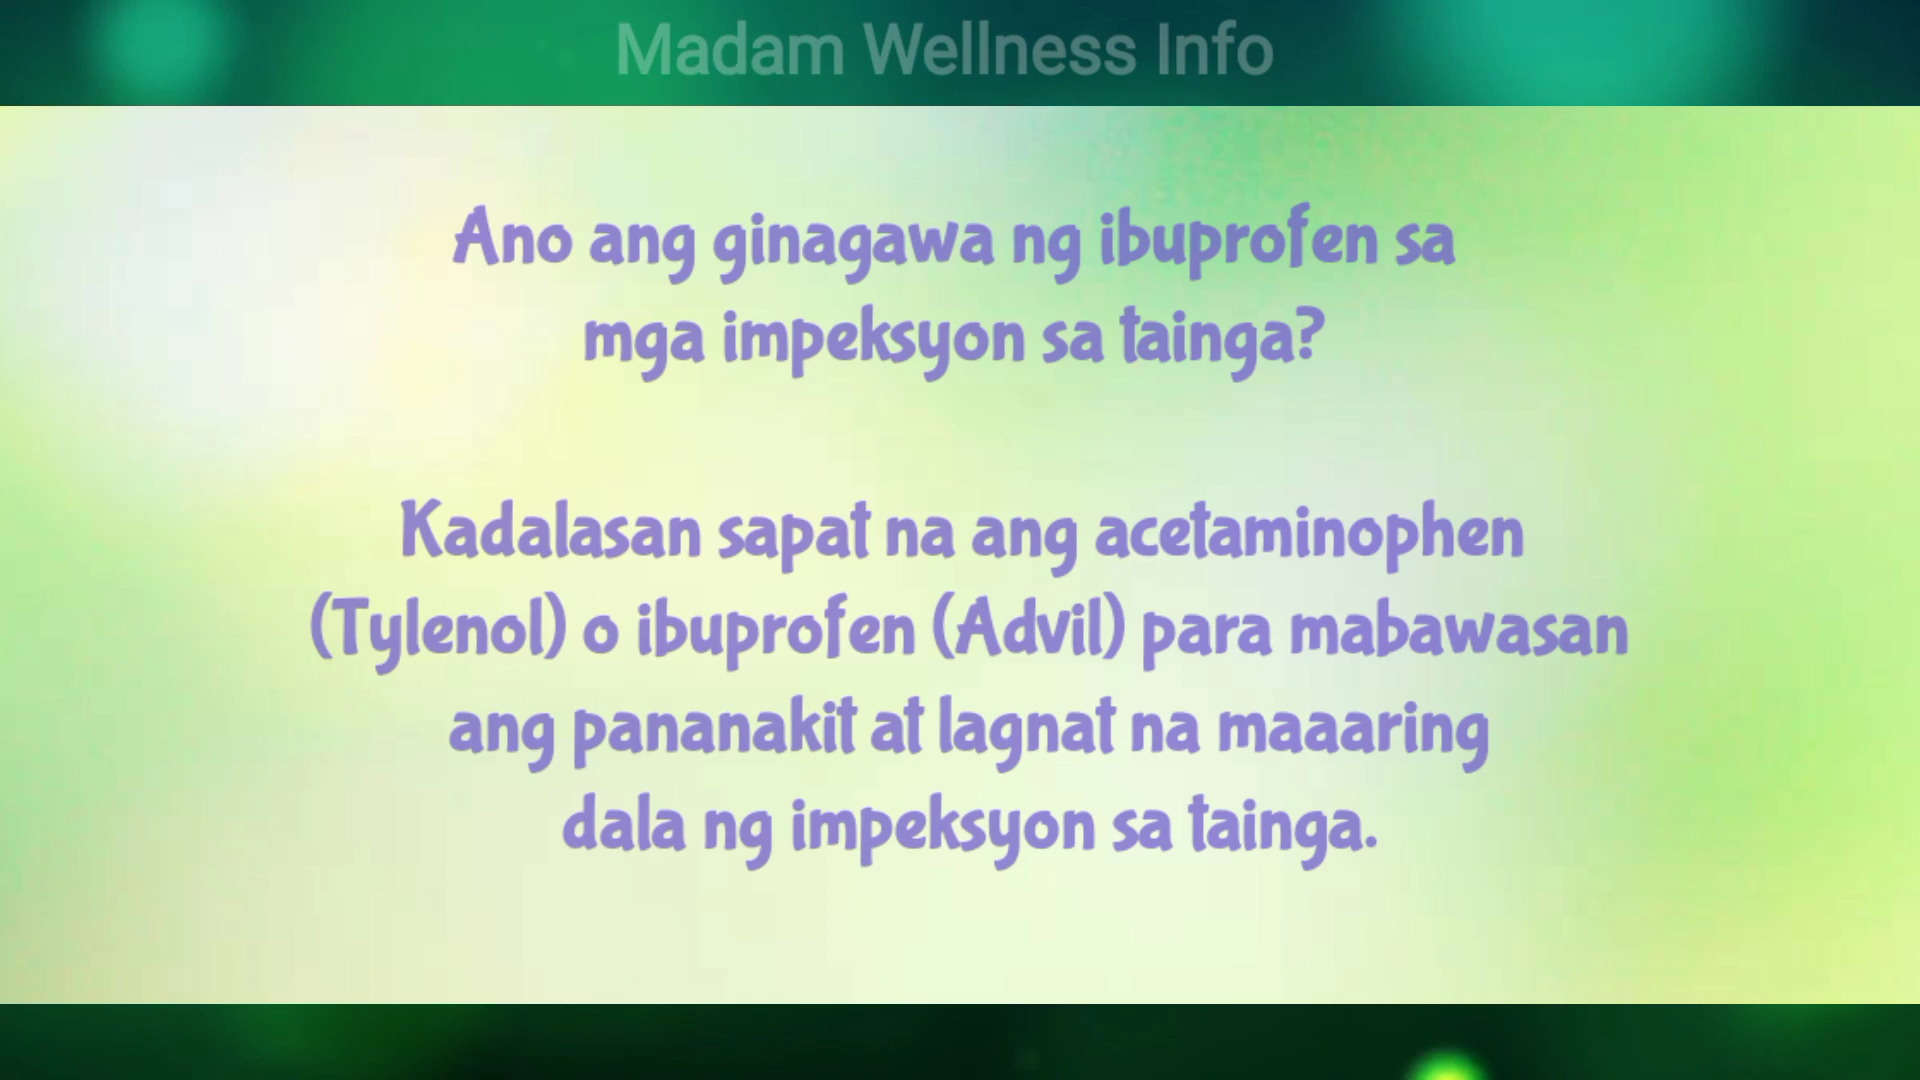 Madam Wellness Info
Ano ang ginagawa ng ibuprofen sa
mga impeksyon sa tainga?
Kadalasan sapat na ang acetaminophen
(Tylenol) o ibuprofen (Advil) para mabawasan
ang pananakit at lagnat na maaaring
dala ng impeksyon sa tainga.